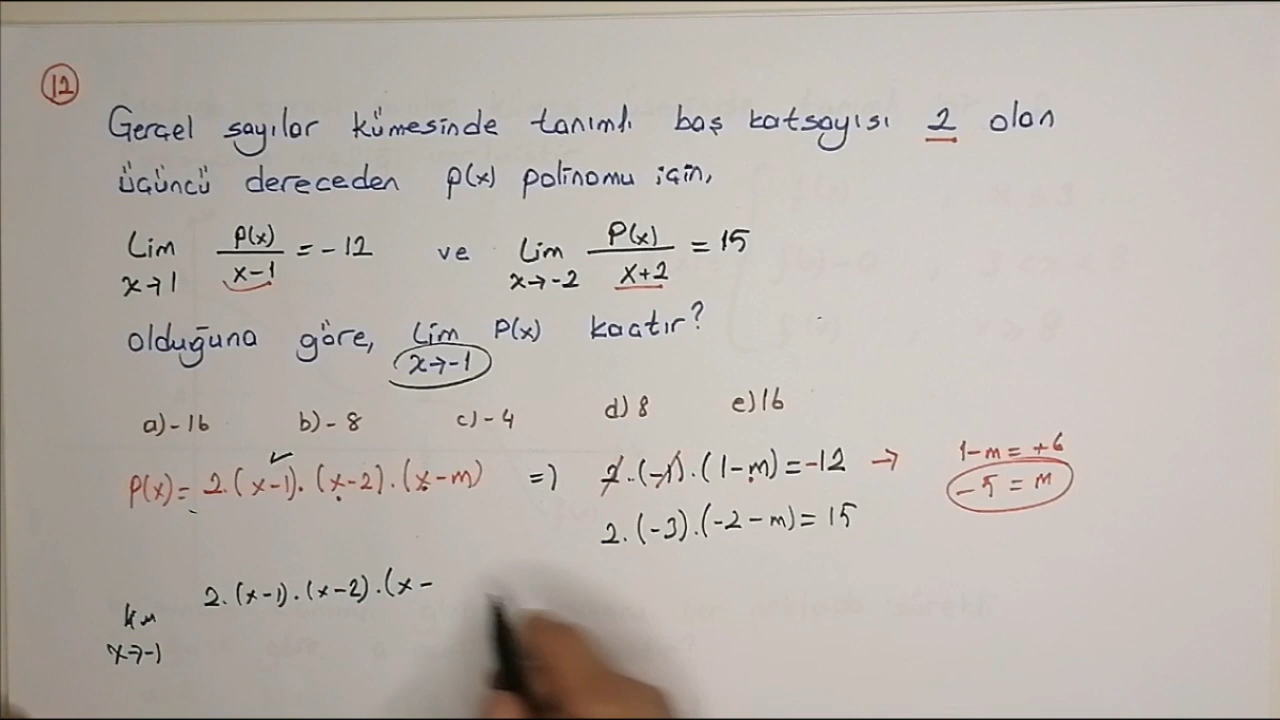 12
Gerçel sayılar kümesinde tanımlı baş katsayısı 2 olan
üçüncü dereceden p(x) polinomu için,
Lim x→1 P(x)/x-1 = -12 ve Lim x→-2 P(x)/x+2 = 15
olduğuna göre, Lim x→-1 P(x) kaçtır?
a)-16 b)-8 c)-4 d)8 e)16
P(x)= 2.(x-1).(x-2).(x-m) => 2.(-1).(1-m)=-12 → 1-m=+6
-5=m
2.(-3).(-2-m)=15
lim x→-1 2.(x-1).(x-2).(x-